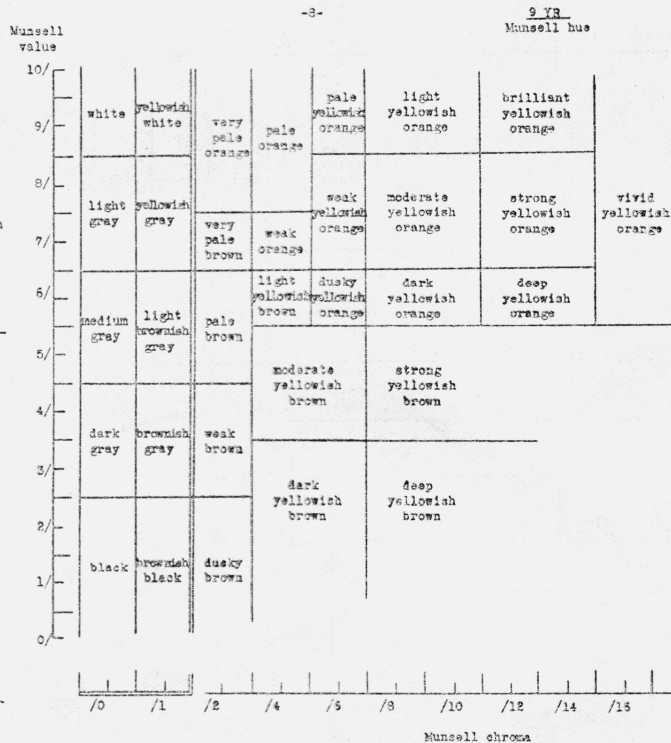 -8-
9 YR
Munsell hue
Munsell
value
10/
9/
8/
7/
6/
5/
4/
3/
2/
1/
0/
white
yellowish
white
very
pale
orange
pale
orange
pale
yellowish
orange
light
yellowish
orange
brilliant
yellowish
orange
light
gray
yellowish
gray
very
pale
brown
weak
orange
weak
yellowish
orange
moderate
yellowish
orange
strong
yellowish
orange
vivid
yellowish
orange
medium
gray
light
brownish
gray
pale
brown
light
yellowish
brown
dusky
yellowish
orange
dark
yellowish
orange
deep
yellowish
orange
moderate
yellowish
brown
strong
yellowish
brown
dark
gray
brownish
gray
weak
brown
dark
yellowish
brown
deep
yellowish
brown
black
brownish
black
dusky
brown
/0 /1 /2 /4 /6 /8 /10 /12 /14 /16
Munsell chroma